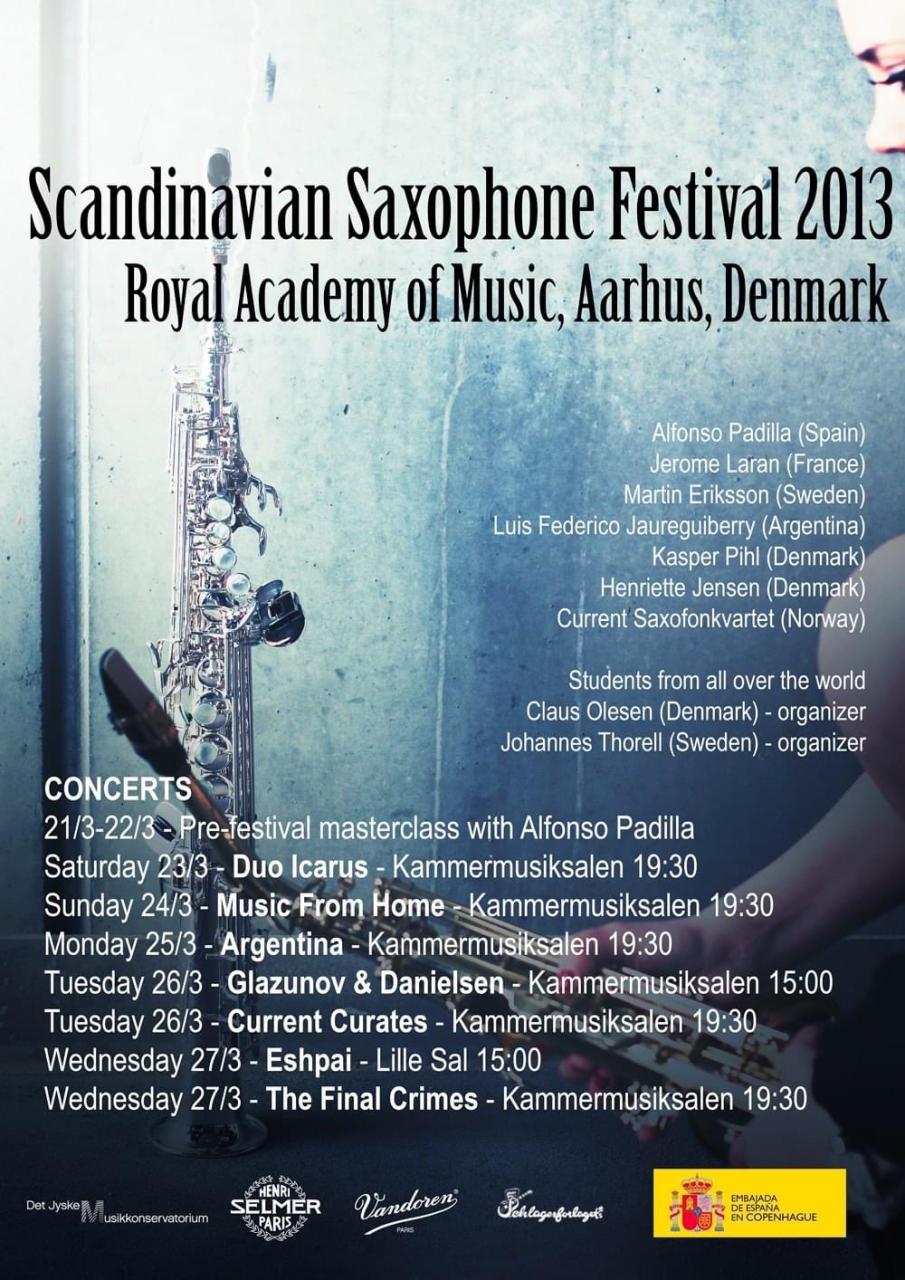 Scandinavian Saxophone Festival 2013
Royal Academy of Music, Aarhus, Denmark
Alfonso Padilla (Spain)
Jerome Laran (France)
Martin Eriksson (Sweden)
Luis Federico Jaureguiberry (Argentina)
Kasper Pihl (Denmark)
Henriette Jensen (Denmark)
Current Saxofonkvartet (Norway)
Students from all over the world
Claus Olesen (Denmark) - organizer
Johannes Thorell (Sweden) - organizer
CONCERTS
21/3-22/3 - Pre-festival masterclass with Alfonso Padilla
Saturday 23/3 - Duo Icarus - Kammermusiksalen 19:30
Sunday 24/3 - Music From Home - Kammermusiksalen 19:30
Monday 25/3 - Argentina - Kammermusiksalen 19:30
Tuesday 26/3 - Glazunov & Danielsen - Kammermusiksalen 15:00
Tuesday 26/3 - Current Curates - Kammermusiksalen 19:30
Wednesday 27/3 - Eshpai - Lille Sal 15:00
Wednesday 27/3 - The Final Crimes - Kammermusiksalen 19:30
Det Jyske Musikkonservatorium
HENRI
SELMER
PARIS
Vandoren
PARIS
Schlagerforlaget
EMBAJADA
DE ESPAÑA
EN COPENHAGUE